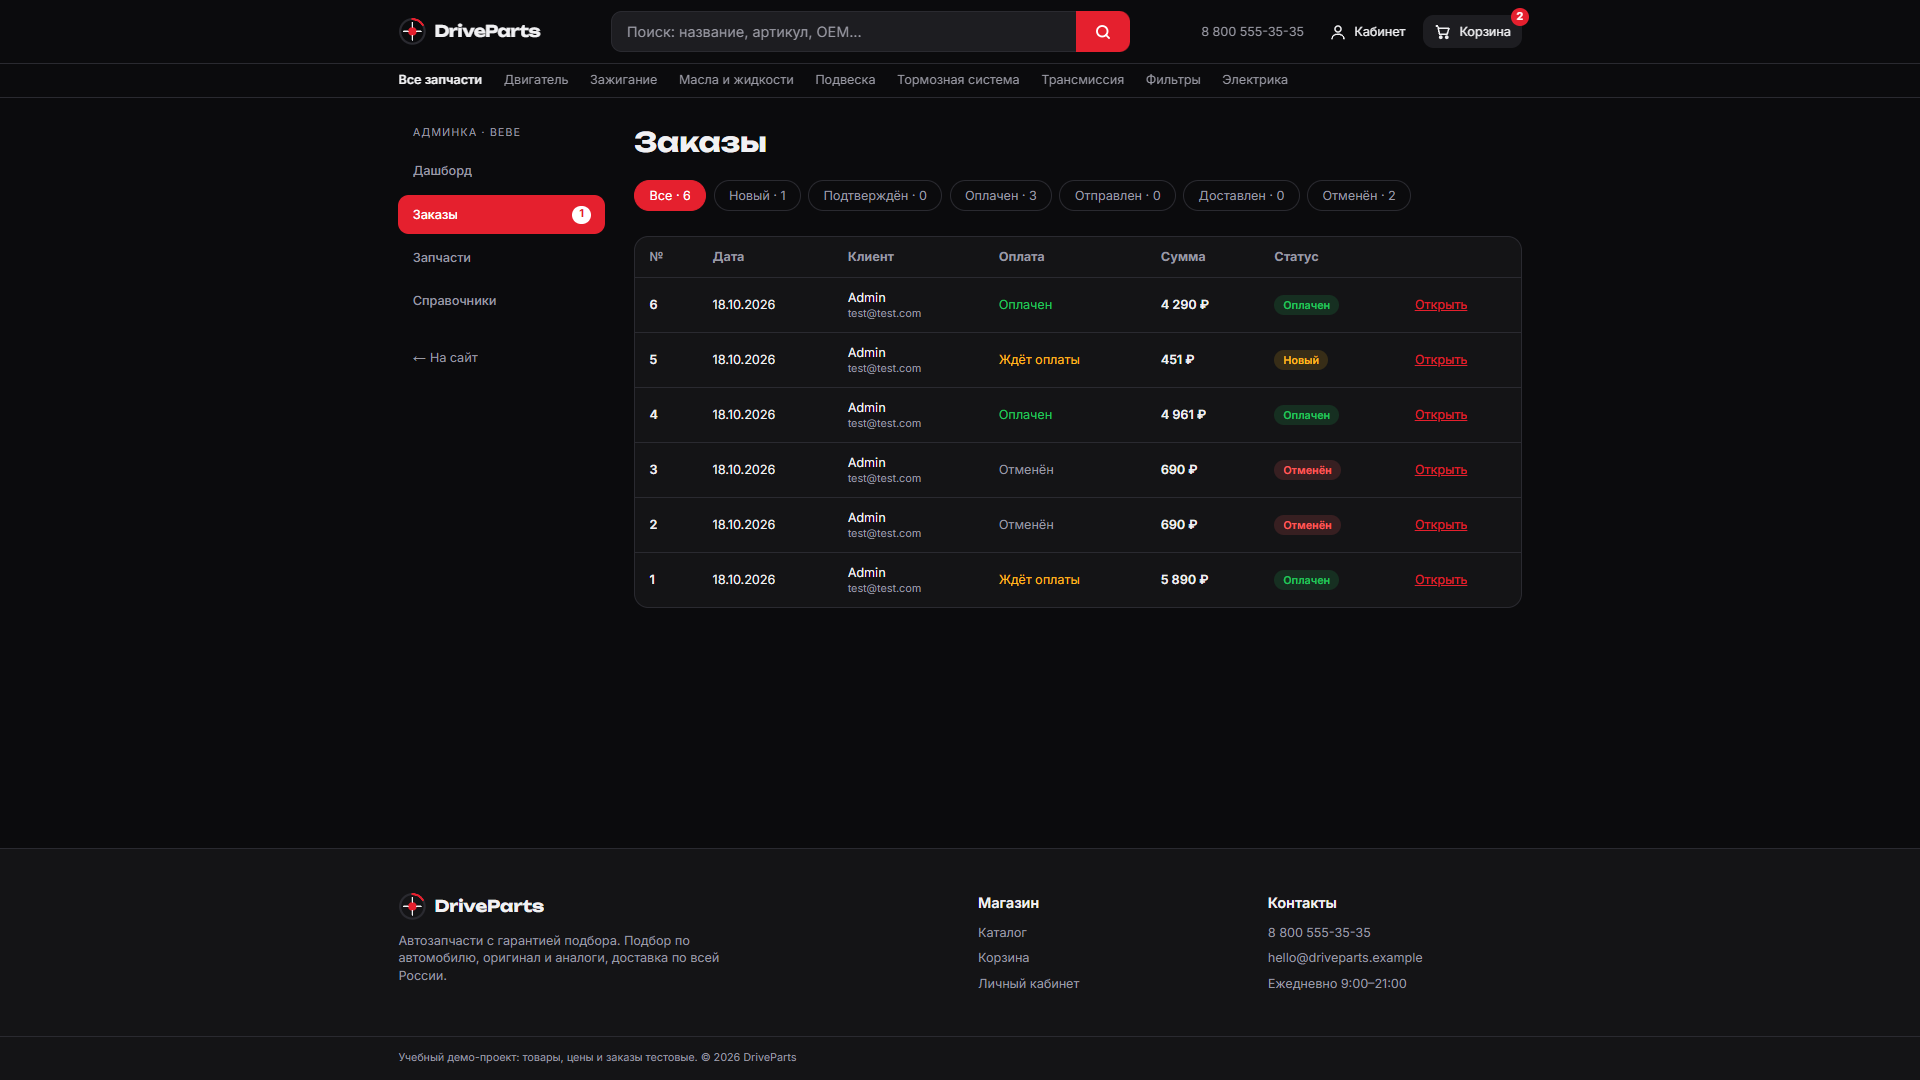 DriveParts
Поиск: название, артикул, OEM...
8 800 555-35-35
Кабинет
Корзина
2
Все запчасти Двигатель Зажигание Масла и жидкости Подвеска Тормозная система Трансмиссия Фильтры Электрика
АДМИНКА · BEBE
Дашборд
Заказы 1
Запчасти
Справочники
← На сайт
Заказы
Все · 6 Новый · 1 Подтверждён · 0 Оплачен · 3 Отправлен · 0 Доставлен · 0 Отменён · 2
№ Дата Клиент Оплата Сумма Статус
6 18.10.2026 Admin Оплачен 4 290 ₽ Оплачен Открыть
test@test.com
5 18.10.2026 Admin Ждёт оплаты 451 ₽ Новый Открыть
test@test.com
4 18.10.2026 Admin Оплачен 4 961 ₽ Оплачен Открыть
test@test.com
3 18.10.2026 Admin Отменён 690 ₽ Отменён Открыть
test@test.com
2 18.10.2026 Admin Отменён 690 ₽ Отменён Открыть
test@test.com
1 18.10.2026 Admin Ждёт оплаты 5 890 ₽ Оплачен Открыть
test@test.com
DriveParts
Автозапчасти с гарантией подбора. Подбор по
автомобилю, оригинал и аналоги, доставка по всей
России.
Магазин
Каталог
Корзина
Личный кабинет
Контакты
8 800 555-35-35
hello@driveparts.example
Ежедневно 9:00–21:00
Учебный демо-проект: товары, цены и заказы тестовые. © 2026 DriveParts